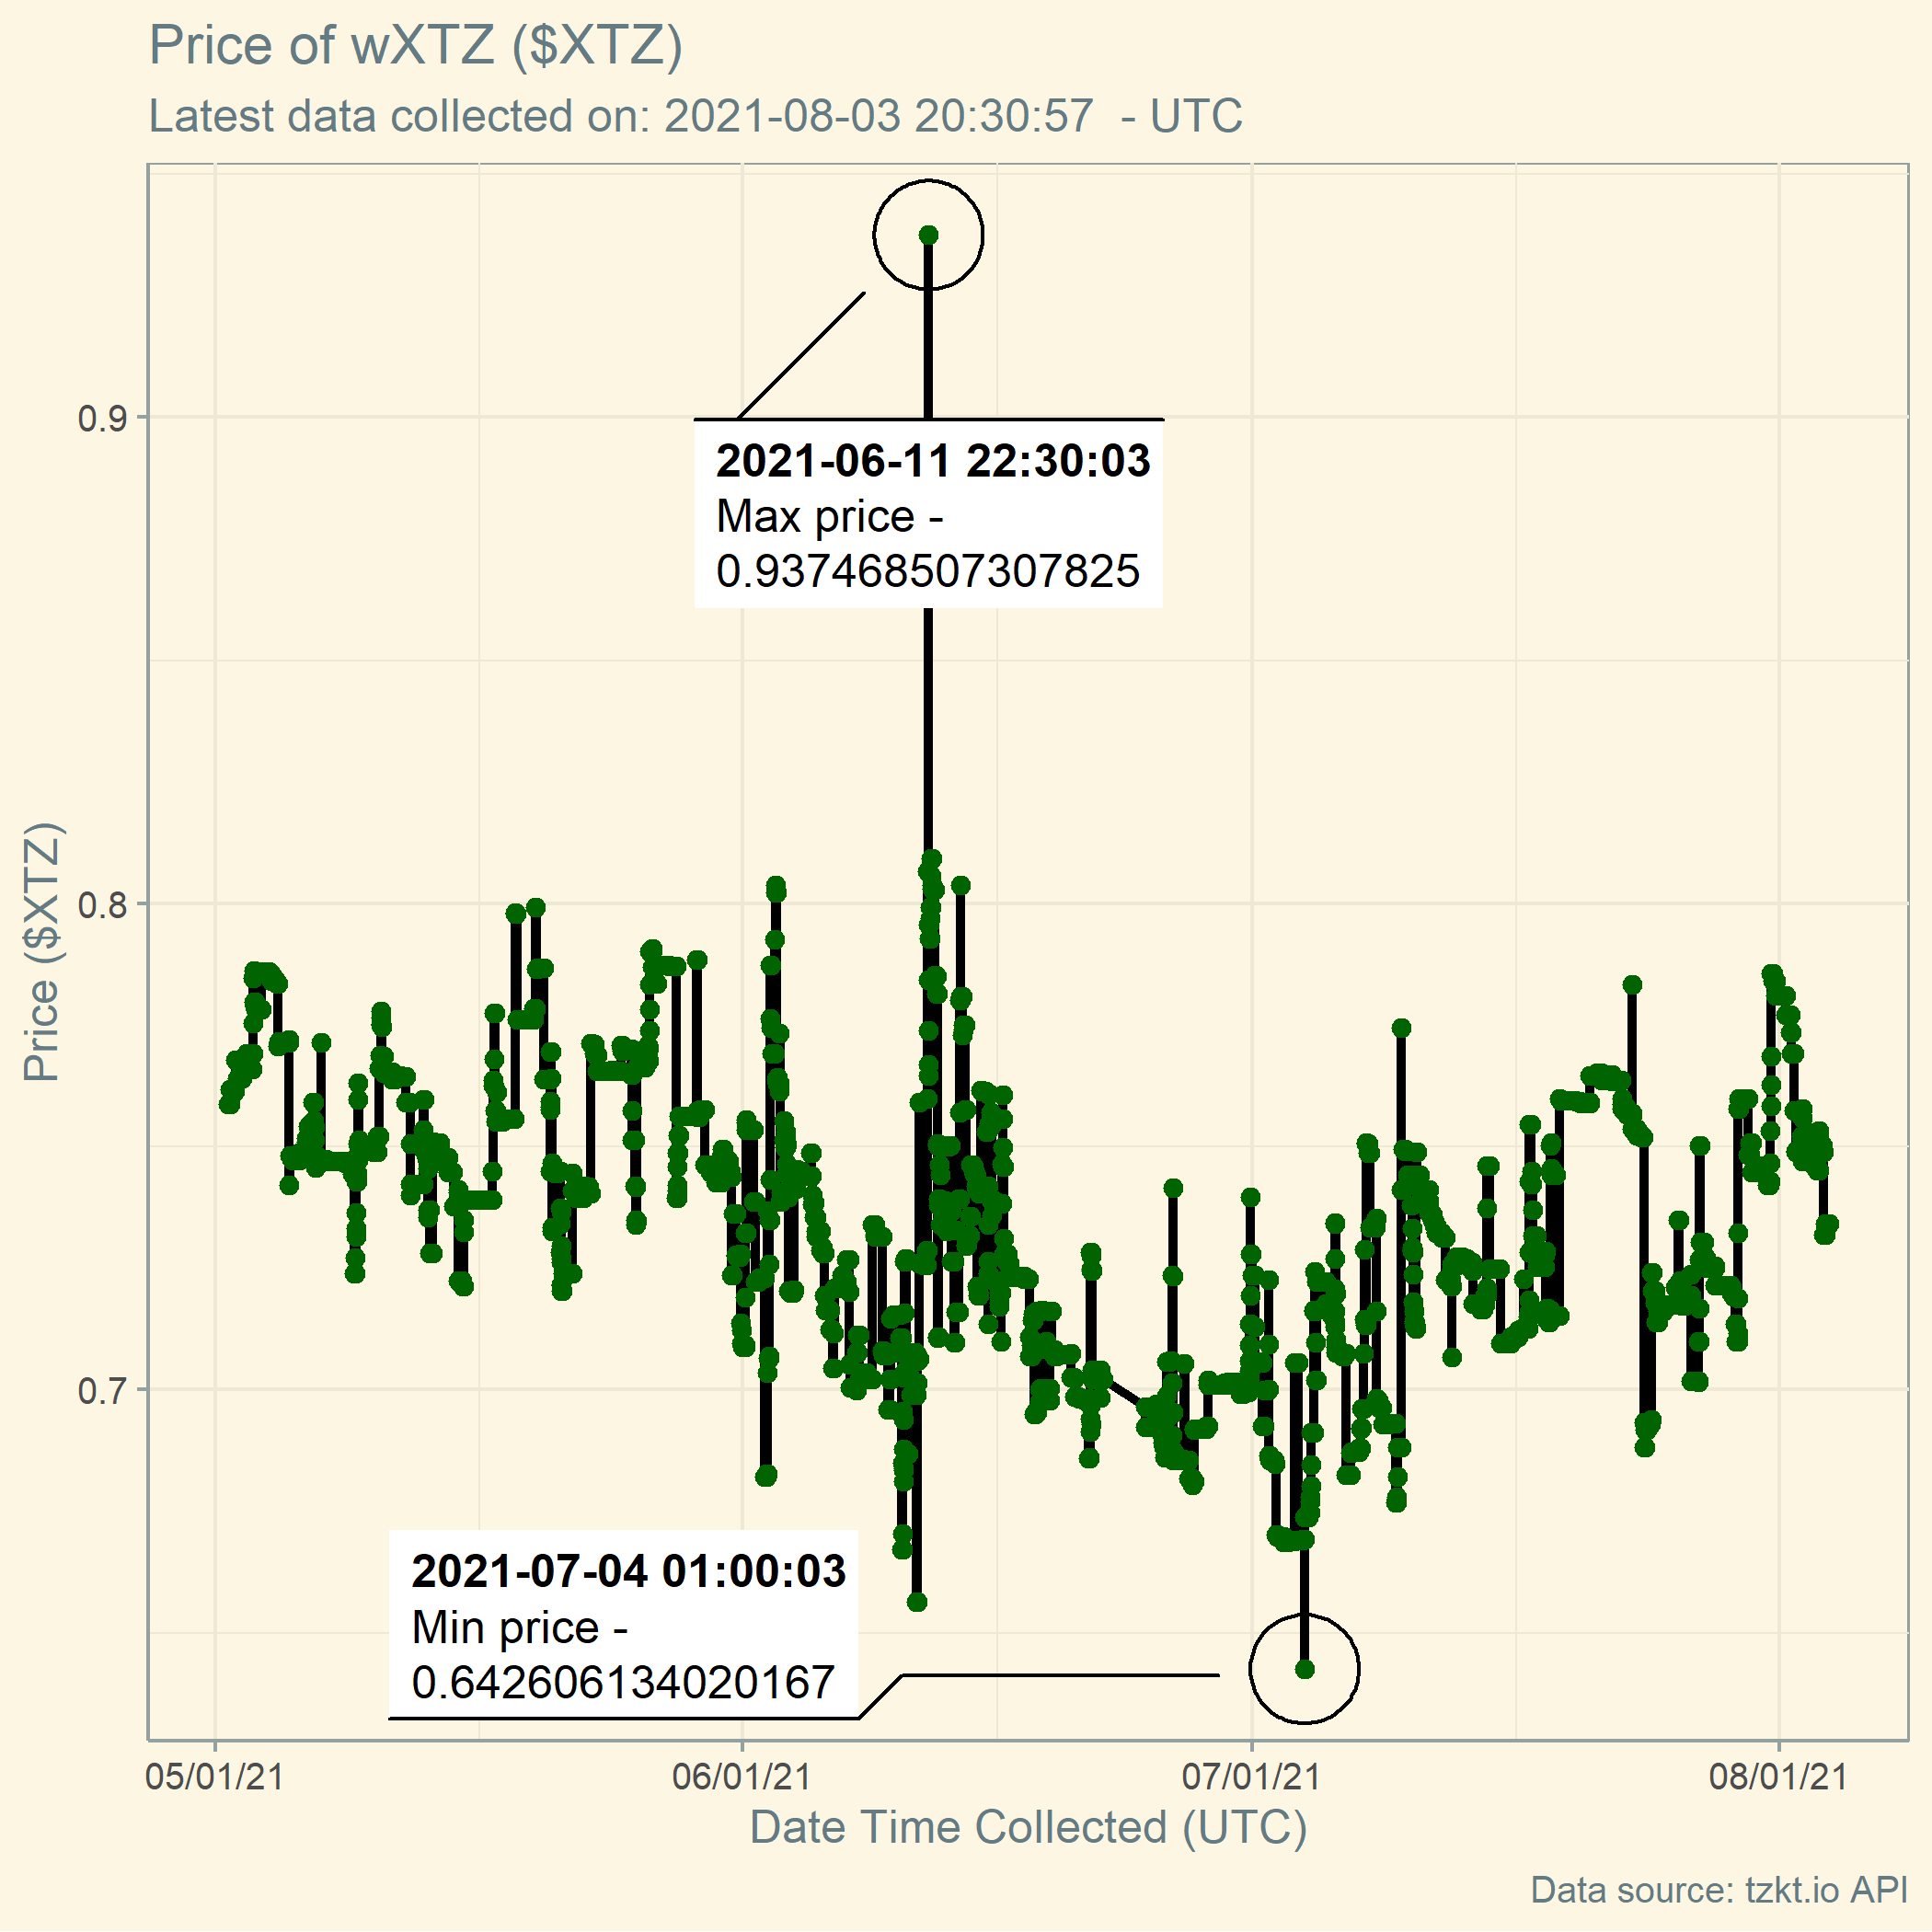 Price of wXTZ ($XTZ)
Latest data collected on: 2021-08-03 20:30:57  - UTC
Price ($XTZ)
0.9
0.8
0.7
2021-06-11 22:30:03
Max price -
0.937468507307825
2021-07-04 01:00:03
Min price -
0.642606134020167
05/01/21
06/01/21
07/01/21
08/01/21
Date Time Collected (UTC)
Data source: tzkt.io API